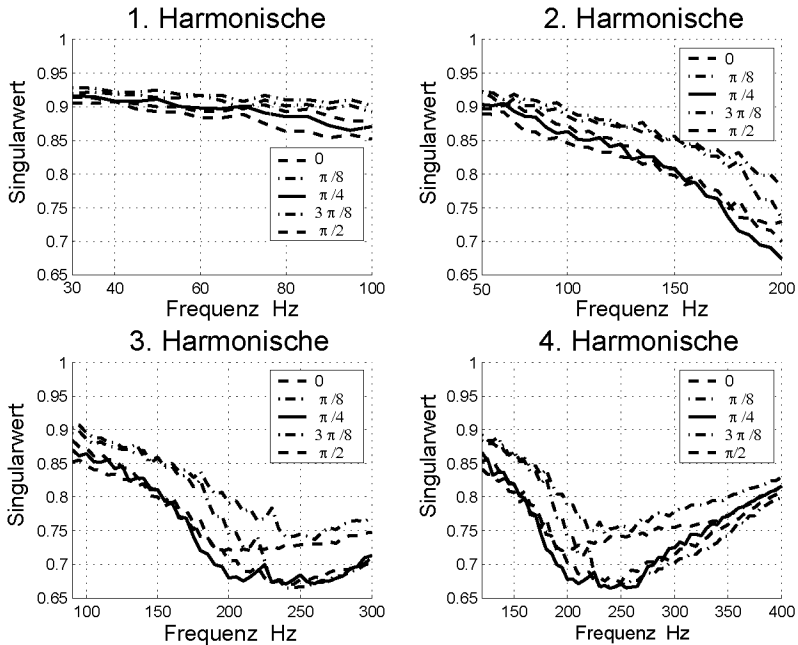 1. Harmonische
1
0.95
0.9
0.85
0.8
0.75
0.7
0.65
Singularwert
0
π/8
π/4
3π/8
π/2
30 40 60 80 100
Frequenz Hz
2. Harmonische
1
0.95
0.9
0.85
0.8
0.75
0.7
0.65
Singularwert
0
π/8
π/4
3π/8
π/2
50 100 150 200
Frequenz Hz
3. Harmonische
1
0.95
0.9
0.85
0.8
0.75
0.7
0.65
Singularwert
0
π/8
π/4
3π/8
π/2
100 150 200 250 300
Frequenz Hz
4. Harmonische
1
0.95
0.9
0.85
0.8
0.75
0.7
0.65
Singularwert
0
π/8
π/4
3π/8
π/2
150 200 250 300 350 400
Frequenz Hz